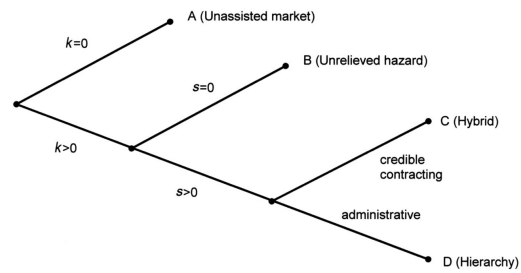 A (Unassisted market)
k=0
B (Unrelieved hazard)
s=0
C (Hybrid)
k>0
credible
contracting
s>0
administrative
D (Hierarchy)